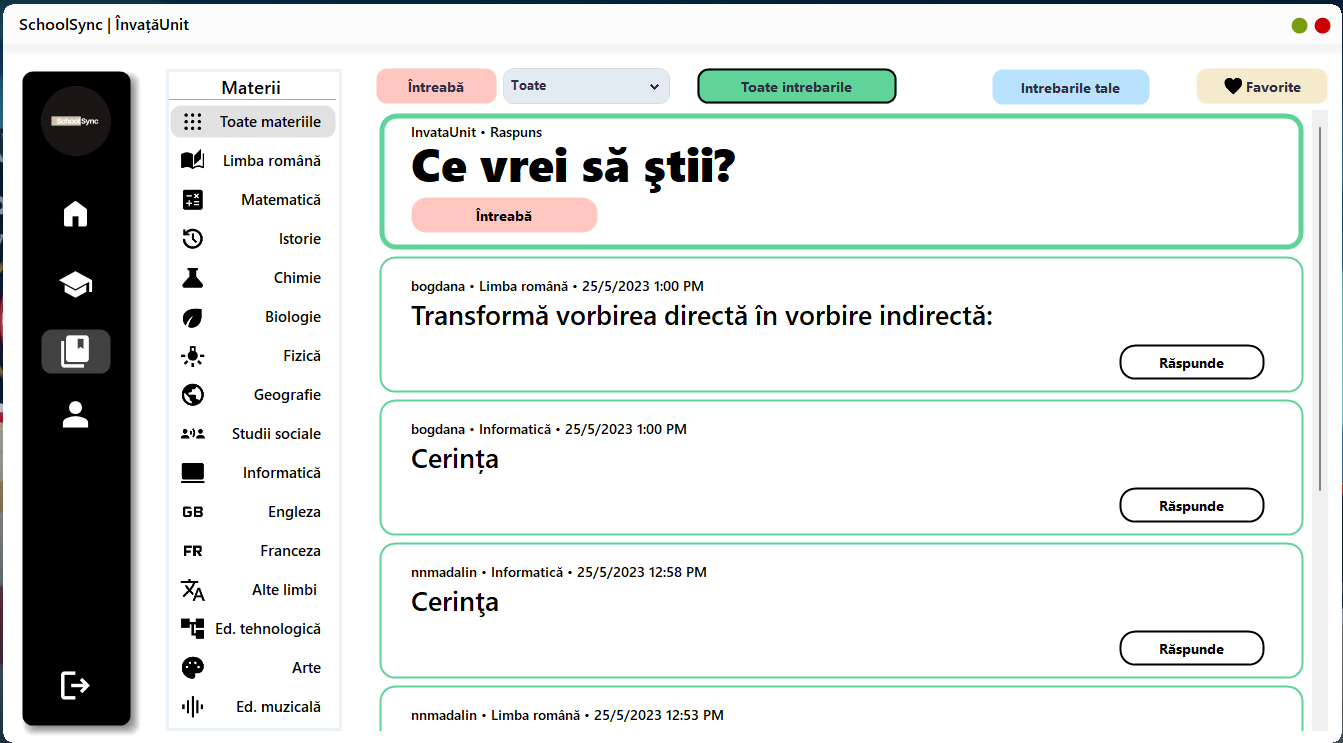 SchoolSync | ÎnvațăUnit
SchoolSync
Materii
Toate materiile
Limba română
Matematică
Istorie
Chimie
Biologie
Fizică
Geografie
Studii sociale
Informatică
GB Engleza
FR Franceza
Alte limbi
Ed. tehnologică
Arte
Ed. muzicală
Întreabă
Toate
Toate intrebarile
Intrebarile tale
Favorite
InvataUnit • Raspuns
Ce vrei să ştii?
Întreabă
bogdana • Limba română • 25/5/2023 1:00 PM
Transformă vorbirea directă în vorbire indirectă:
Răspunde
bogdana • Informatică • 25/5/2023 1:00 PM
Cerința
Răspunde
nnmadalin • Informatică • 25/5/2023 12:58 PM
Cerinţa
Răspunde
nnmadalin • Limba română • 25/5/2023 12:53 PM